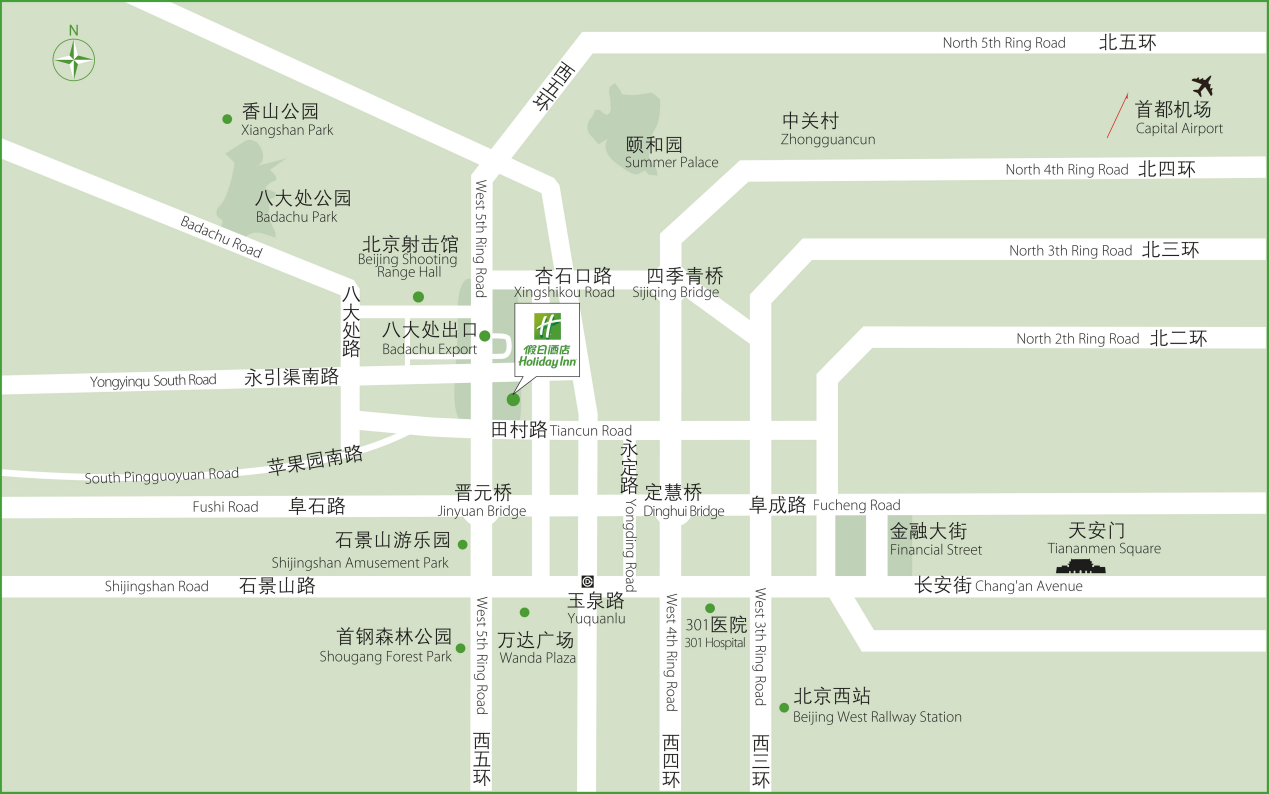 N
North 5th Ring Road 北五环
西五环
香山公园
Xiangshan Park
首都机场
Capital Airport
中关村
Zhongguancun
颐和园
Summer Palace
North 4th Ring Road 北四环
八大处公园
Badachu Park
Badachu Road
West 5th Ring Road
北京射击馆
Beijing Shooting
Range Hall
North 3th Ring Road 北三环
杏石口路
Xingshikou Road
四季青桥
Sijiqing Bridge
八大处路
八大处出口
Badachu Export
H
假日酒店
Holiday Inn
North 2th Ring Road 北二环
Yongyinqu South Road 永引渠南路
田村路 Tiancun Road
永定路
Yongding Road
South Pingguoyuan Road 苹果园南路
Fushi Road 阜石路
晋元桥
Jinyuan Bridge
定慧桥
Dinghui Bridge
阜成路 Fucheng Road
石景山游乐园
Shijingshan Amusement Park
金融大街
Financial Street
天安门
Tiananmen Square
Shijingshan Road 石景山路
长安街 Chang'an Avenue
玉泉路
Yuquanlu
West 5th Ring Road
West 4th Ring Road
West 3th Ring Road
301医院
301 Hospital
首钢森林公园
Shougang Forest Park
万达广场
Wanda Plaza
北京西站
Beijing West Rallway Station
西五环
西四环
西三环